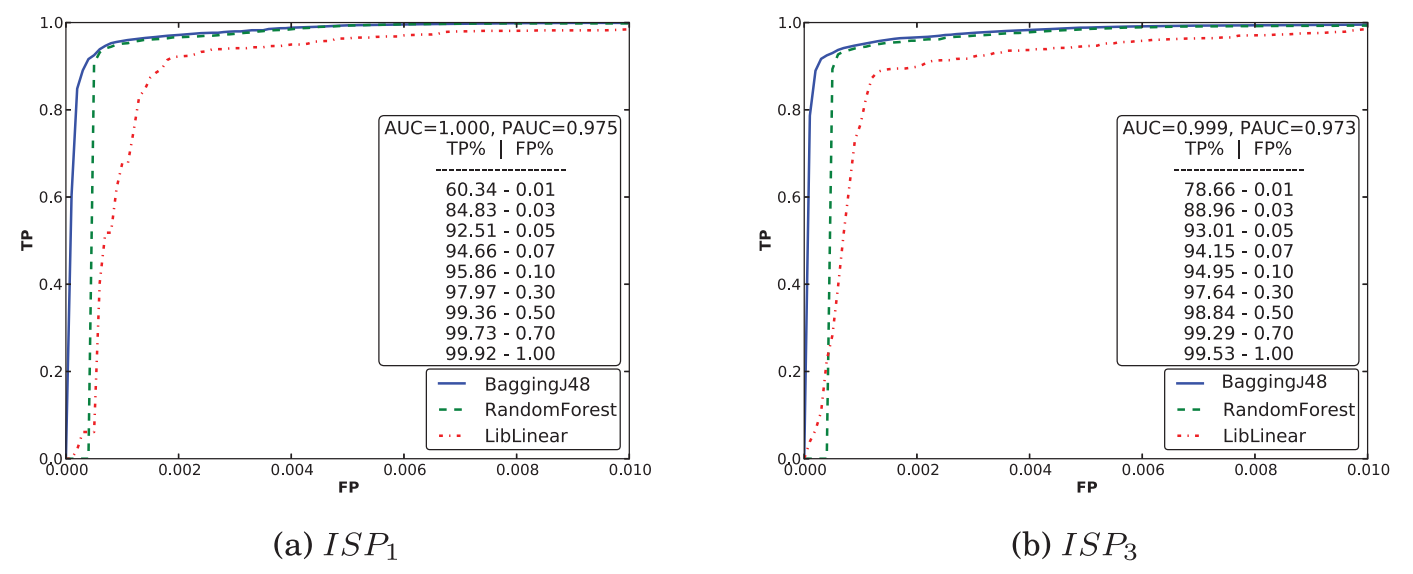 1.0
0.8
0.6
0.4
0.2
0.0
TP
0.000
0.002
0.004
0.006
0.008
0.010
FP
AUC=1.000, PAUC=0.975
TP% | FP%
----------------------
60.34 - 0.01
84.83 - 0.03
92.51 - 0.05
94.66 - 0.07
95.86 - 0.10
97.97 - 0.30
99.36 - 0.50
99.73 - 0.70
99.92 - 1.00
BaggingJ48
RandomForest
LibLinear
(a) ISP₁
1.0
0.8
0.6
0.4
0.2
0.0
TP
0.000
0.002
0.004
0.006
0.008
0.010
FP
AUC=0.999, PAUC=0.973
TP% | FP%
----------------------
78.66 - 0.01
88.96 - 0.03
93.01 - 0.05
94.15 - 0.07
94.95 - 0.10
97.64 - 0.30
98.84 - 0.50
99.29 - 0.70
99.53 - 1.00
BaggingJ48
RandomForest
LibLinear
(b) ISP₃